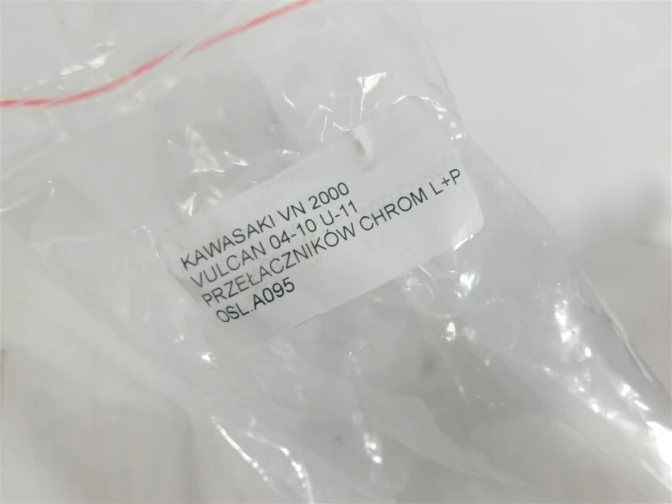 KAWASAKI VN 2000
VULCAN 04-10 U-11
PRZEŁACZNIKÓW CHROM L+P
OSL.A095